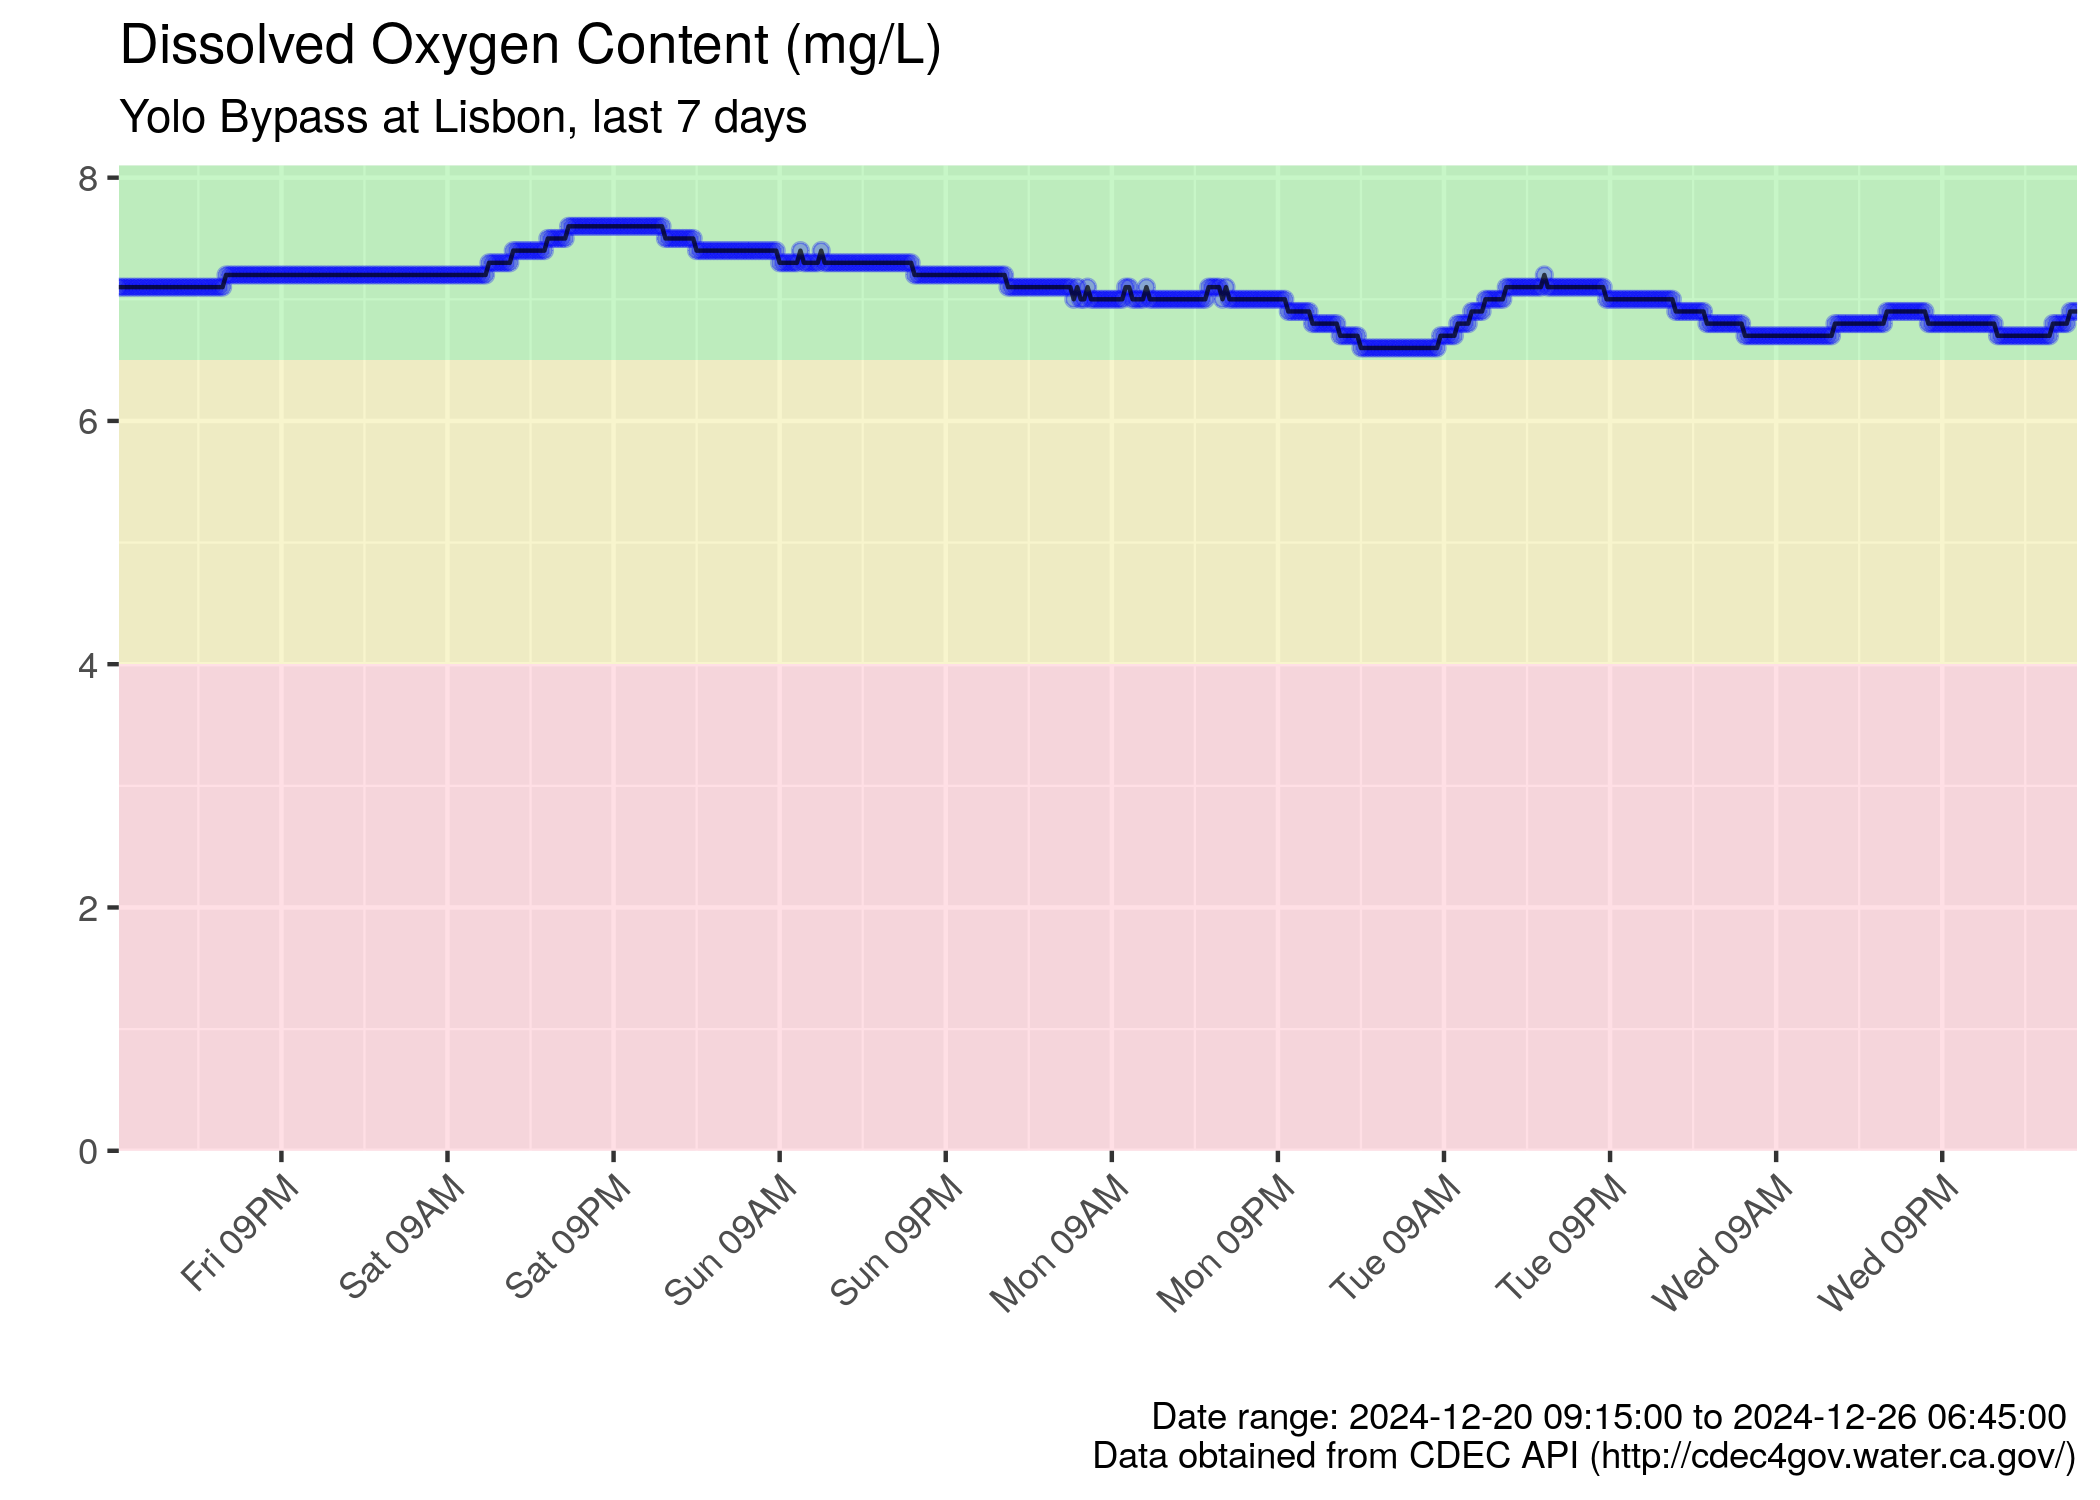 Dissolved Oxygen Content (mg/L)
Yolo Bypass at Lisbon, last 7 days
8
6
4
2
0
Fri 09PM
Sat 09AM
Sat 09PM
Sun 09AM
Sun 09PM
Mon 09AM
Mon 09PM
Tue 09AM
Tue 09PM
Wed 09AM
Wed 09PM
Date range: 2024-12-20 09:15:00 to 2024-12-26 06:45:00
Data obtained from CDEC API (http://cdec4gov.water.ca.gov/)